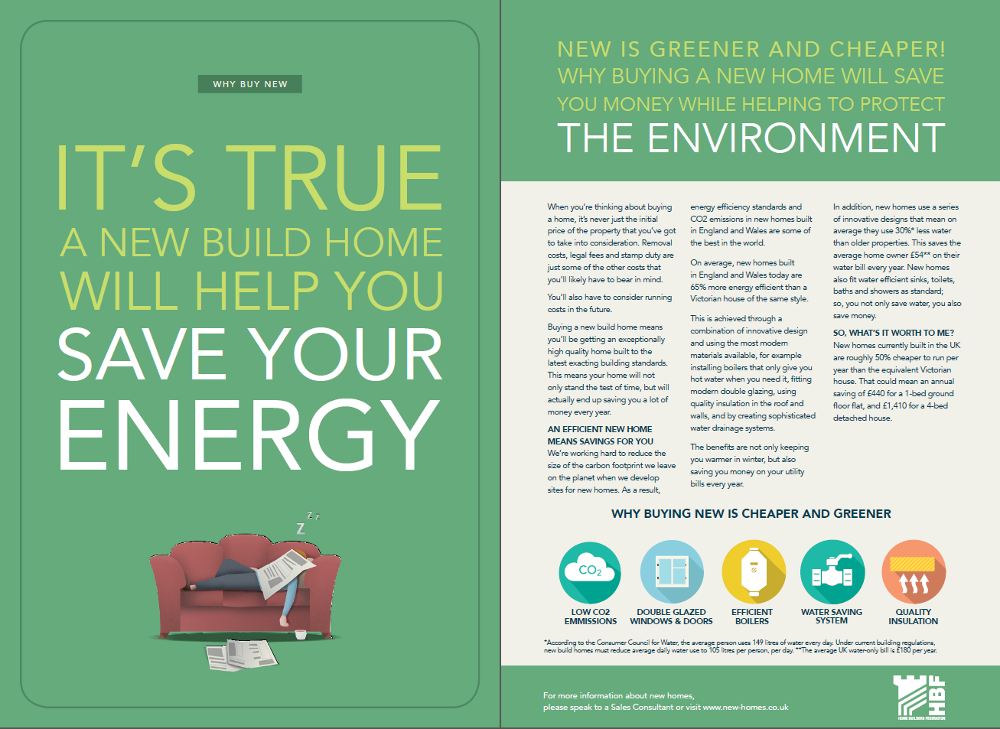 WHY BUY NEW
IT'S TRUE
A NEW BUILD HOME
WILL HELP YOU
SAVE YOUR
ENERGY
Z z z
NEW IS GREENER AND CHEAPER!
WHY BUYING A NEW HOME WILL SAVE
YOU MONEY WHILE HELPING TO PROTECT
THE ENVIRONMENT
When you're thinking about buying
a home, it's never just the initial
price of the property that you've got
to take into consideration. Removal
costs, legal fees and stamp duty are
just some of the other costs that
you'll likely have to bear in mind.
You'll also have to consider running
costs in the future.
Buying a new build home means
you'll be getting an exceptionally
high quality home built to the
latest exacting building standards.
This means your home will not
only stand the test of time, but will
actually end up saving you a lot of
money every year.
AN EFFICIENT NEW HOME
MEANS SAVINGS FOR YOU
We're working hard to reduce the
size of the carbon footprint we leave
on the planet when we develop
sites for new homes. As a result,
energy efficiency standards and
CO2 emissions in new homes built
in England and Wales are some of
the best in the world.
On average, new homes built
in England and Wales today are
65% more energy efficient than a
Victorian house of the same style.
This is achieved through a
combination of innovative design
and using the most modern
materials available, for example
installing boilers that only give you
hot water when you need it, fitting
modern double glazing, using
quality insulation in the roof and
walls, and by creating sophisticated
water drainage systems.
The benefits are not only keeping
you warmer in winter, but also
saving you money on your utility
bills every year.
In addition, new homes use a series
of innovative designs that mean on
average they use 30%* less water
than older properties. This saves the
average home owner £54** on their
water bill every year. New homes
also fit water efficient sinks, toilets,
baths and showers as standard;
so, you not only save water, you also
save money.
SO, WHAT'S IT WORTH TO ME?
New homes currently built in the UK
are roughly 50% cheaper to run per
year than the equivalent Victorian
house. That could mean an annual
saving of £440 for a 1-bed ground
floor flat, and £1,410 for a 4-bed
detached house.
WHY BUYING NEW IS CHEAPER AND GREENER
CO2
LOW CO2
EMMISSIONS
DOUBLE GLAZED
WINDOWS & DOORS
EFFICIENT
BOILERS
WATER SAVING
SYSTEM
QUALITY
INSULATION
*According to the Consumer Council for Water, the average person uses 149 litres of water every day. Under current building regulations,
new build homes must reduce average daily water use to 105 litres per person, per day. **The average UK water-only bill is £180 per year.
For more information about new homes,
please speak to a Sales Consultant or visit www.new-homes.co.uk
HBF
HOME BUILDERS FEDERATION